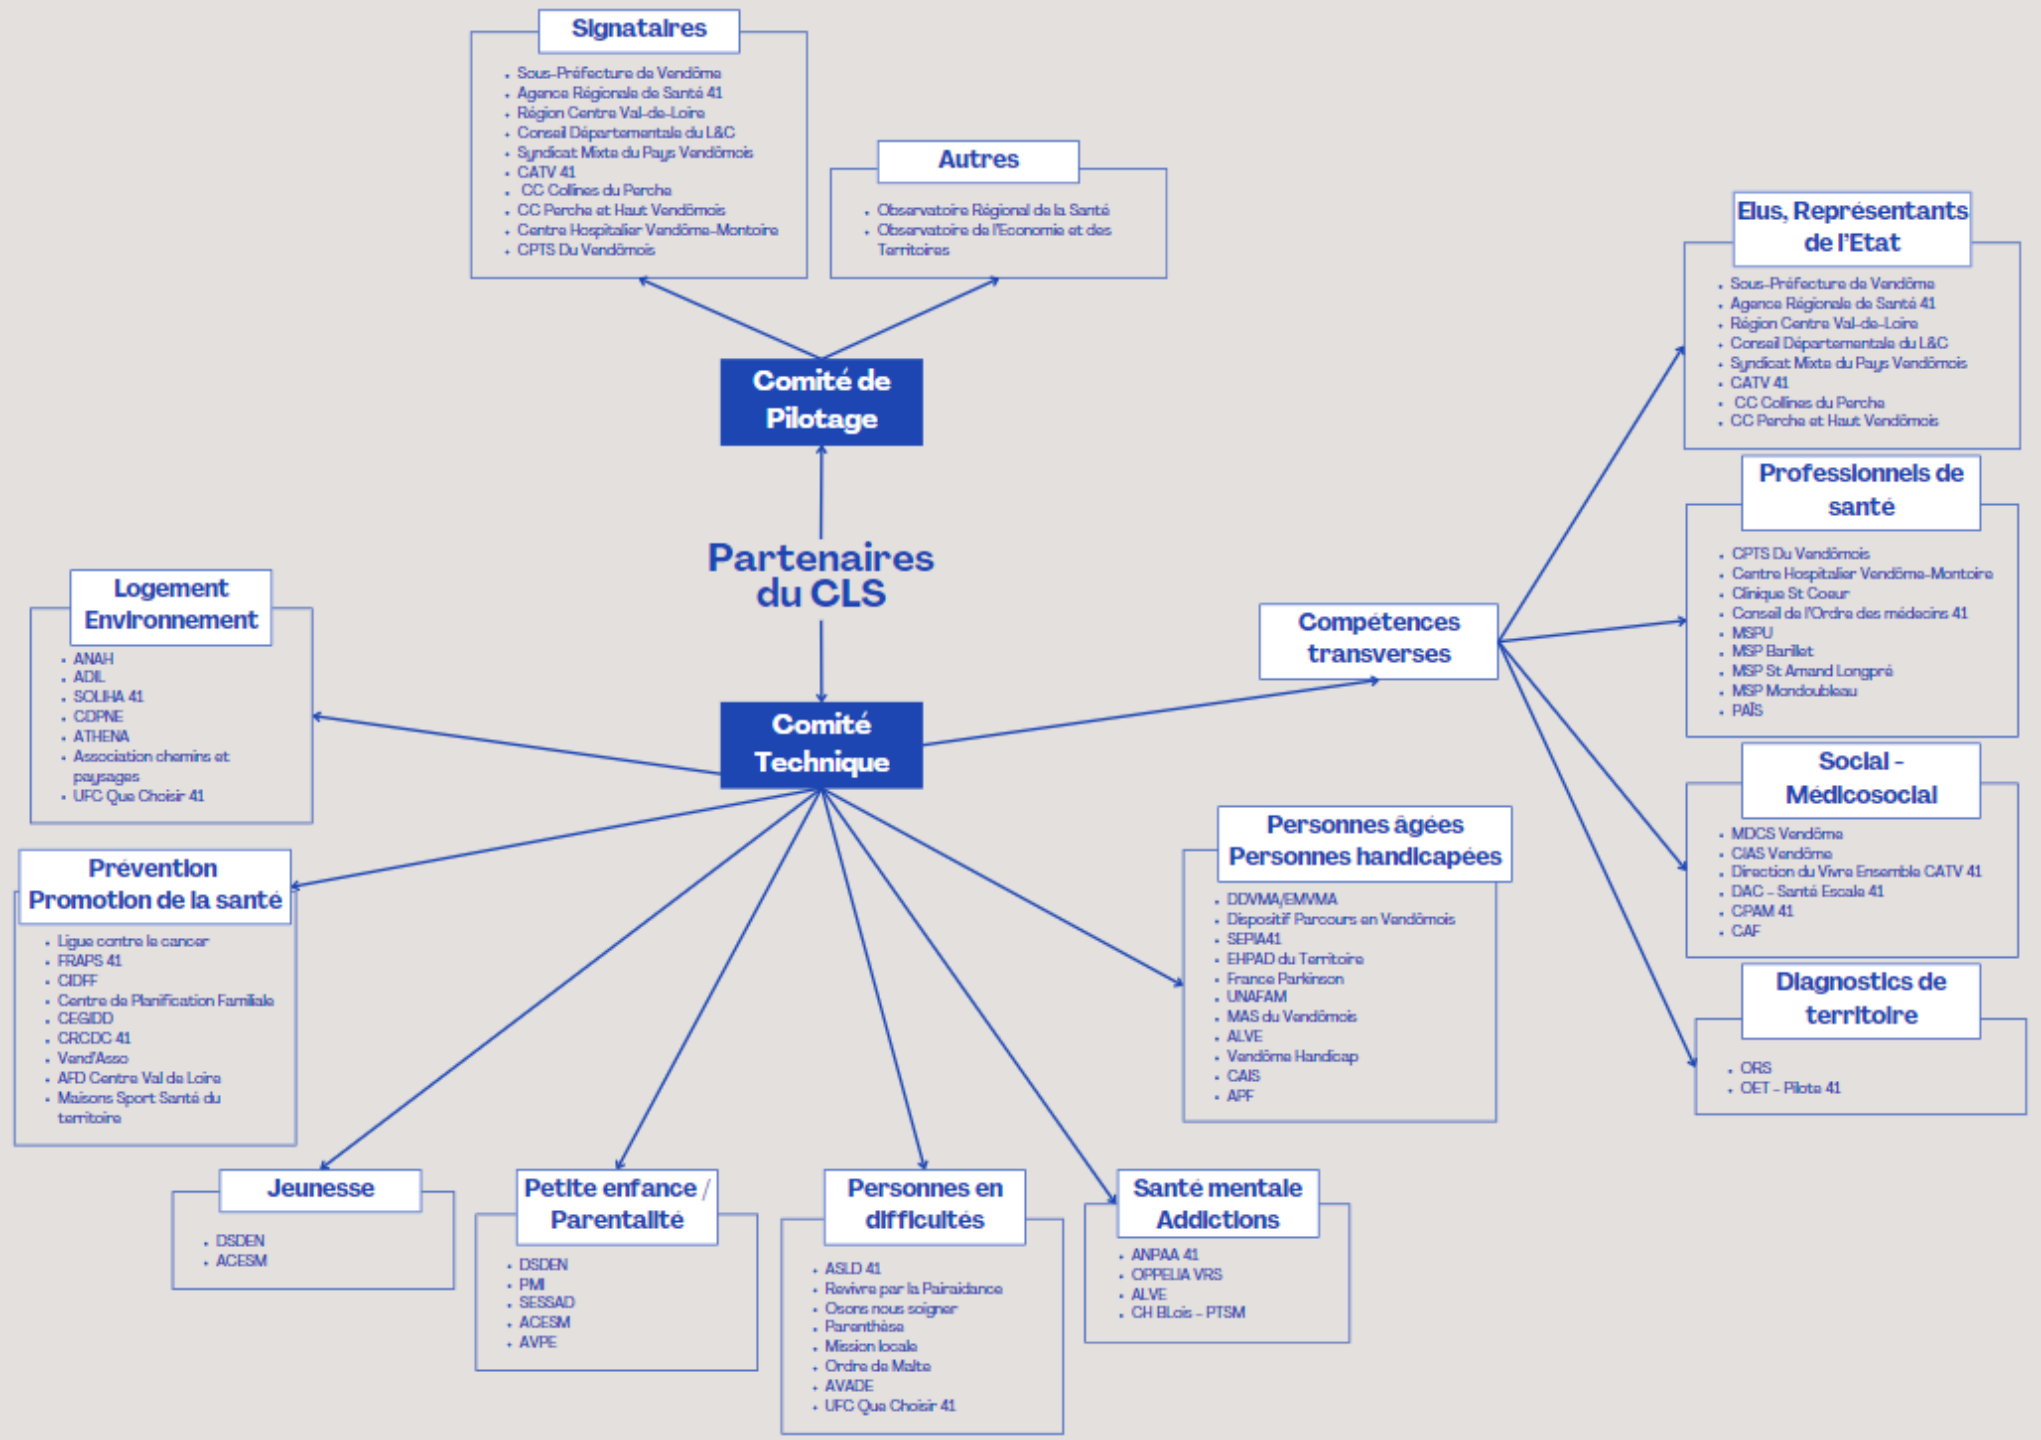 Signataires
Sous-Préfecture de Vendôme
Agence Régionale de Santé 41
Région Centre Val-de-Loire
Conseil Départementale du L&C
Syndicat Mixte du Pays Vendômois
CATV 41
CC Collines du Perche
CC Perche et Haut Vendômois
Centre Hospitalier Vendôme-Montoire
CPTS Du Vendômois
Autres
Observatoire Régional de la Santé
Observatoire de l'Economie et des
Territoires
Comité de
Pilotage
Partenaires
du CLS
Comité
Technique
Logement
Environnement
ANAH
ADIL
SOLIHA 41
CDPNE
ATHENA
Association chemins et
paysages
UFC Que Choisir 41
Prévention
Promotion de la santé
Ligue contre le cancer
FRAPS 41
CIDFF
Centre de Planification Familiale
CEGIDD
CRCDC 41
Vend'Asso
AFD Centre Val de Loire
Maisons Sport Santé du
territoire
Jeunesse
DSDEN
ACESM
Petite enfance /
Parentalité
DSDEN
PMI
SESSAD
ACESM
AVPE
Personnes en
difficultés
ASLD 41
Revivre par la Pairaidance
Osons nous soigner
Parenthèse
Mission locale
Ordre de Malte
AVADE
UFC Que Choisir 41
Santé mentale
Addictions
ANPAA 41
OPPELIA VRS
ALVE
CH BLois - PTSM
Personnes âgées
Personnes handicapées
DDVMA/EMVMA
Dispositif Parcours en Vendômois
SEPIA41
EHPAD du Territoire
France Parkinson
UNAFAM
MAS du Vendômois
ALVE
Vendôme Handicap
CAIS
APF
Compétences
transverses
Elus, Représentants
de l'Etat
Sous-Préfecture de Vendôme
Agence Régionale de Santé 41
Région Centre Val-de-Loire
Conseil Départementale du L&C
Syndicat Mixte du Pays Vendômois
CATV 41
CC Collines du Perche
CC Perche et Haut Vendômois
Professionnels de
santé
CPTS Du Vendômois
Centre Hospitalier Vendôme-Montoire
Clinique St Coeur
Conseil de l'Ordre des médecins 41
MSPU
MSP Barillet
MSP St Amand Longpré
MSP Mondoubleau
PAÏS
Social -
Médicosocial
MDCS Vendôme
CIAS Vendôme
Direction du Vivre Ensemble CATV 41
DAC - Santé Escale 41
CPAM 41
CAF
Diagnostics de
territoire
ORS
OET - Pilote 41